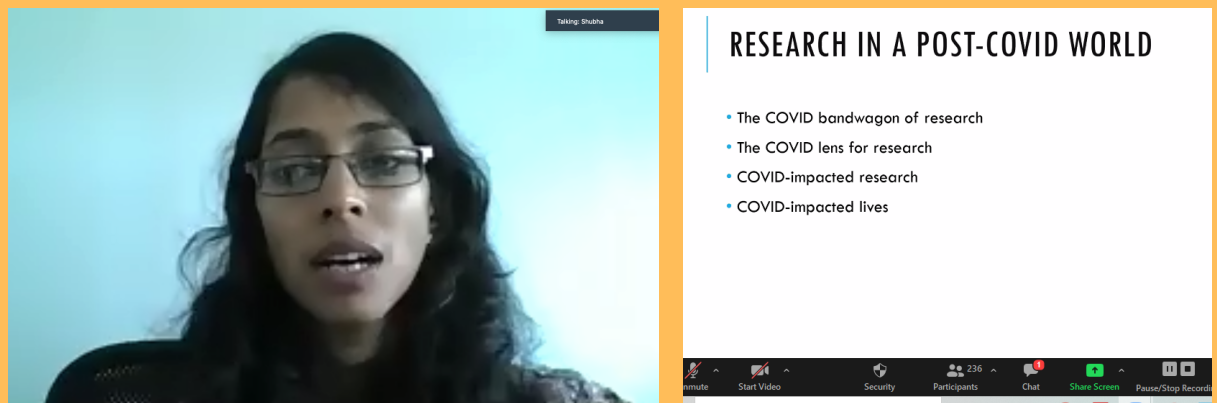 Talking: Shubha
RESEARCH IN A POST-COVID WORLD
• The COVID bandwagon of research
• The COVID lens for research
• COVID-impacted research
• COVID-impacted lives
236
1
nmute
Start Video
Security
Participants
Chat
Share Screen
Pause/Stop Recordi